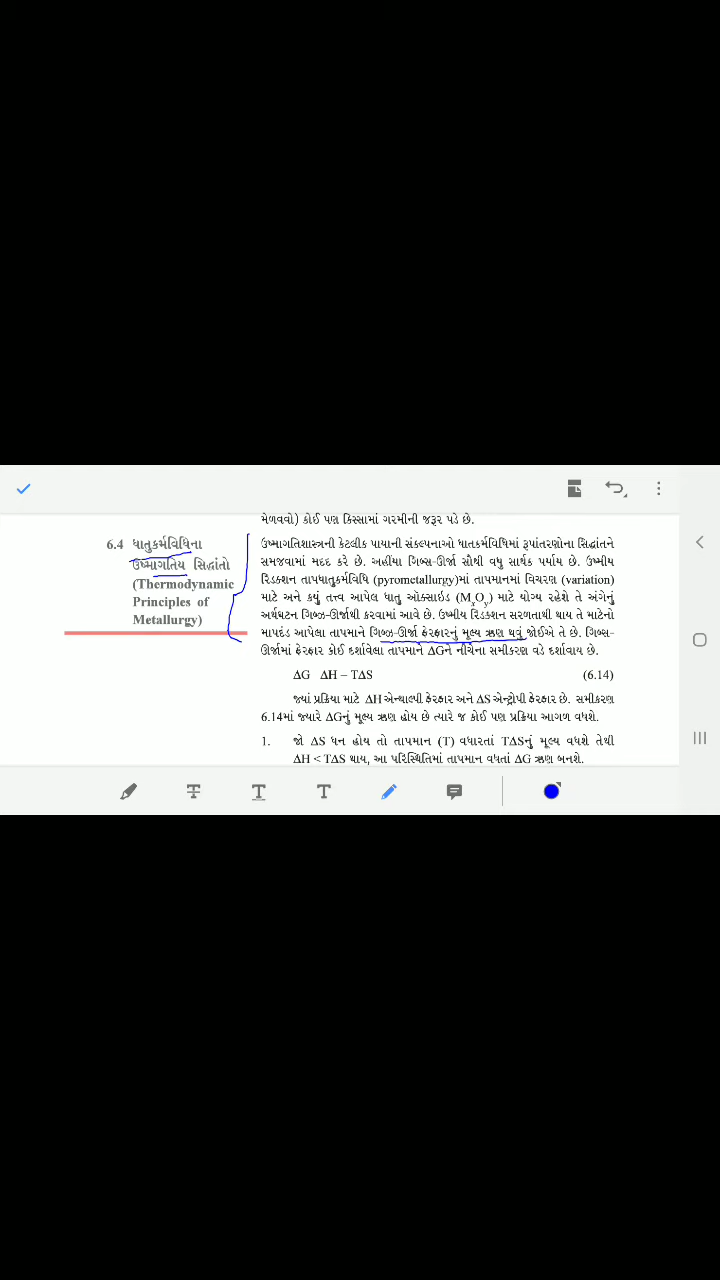 મેળવવો) કોઈ પણ કિસ્સામાં ગરમીની જરૂર પડે છે.
6.4 ધાતુકર્મવિધિના
ઉષ્માગતિય સિદ્ધાંતો
(Thermodynamic
Principles of
Metallurgy)
ઉષ્માગતિશાસ્ત્રની કેટલીક પાયાની સંકલ્પનાઓ ધાતકર્મવિધિમાં રૂપાંતરણોના સિદ્ધાંતને
સમજવામાં મદદ કરે છે. અહીંયા ગિબ્સ-ઊર્જા સૌથી વધુ સાર્થક પર્યાય છે. ઉષ્મીય
રિડક્શન તાપધાતુકર્મવિધિ (pyrometallurgy)માં તાપમાનમાં વિચરણ (variation)
માટે અને કયું તત્ત્વ આપેલ ધાતુ ઑક્સાઇડ (MxOy) માટે યોગ્ય રહેશે તે અંગેનું
અર્થઘટન ગિબ્ઝ-ઊર્જાથી કરવામાં આવે છે. ઉષ્મીય રિડક્શન સરળતાથી થાય તે માટેનો
માપદંડ આપેલા તાપમાને ગિબ્ઝ-ઊર્જા ફેરફારનું મૂલ્ય ઋણ થવું જોઈએ તે છે. ગિબ્સ-
ઊર્જામાં ફેરફાર કોઈ દર્શાવેલા તાપમાને ΔGને નીચેના સમીકરણ વડે દર્શાવાય છે.
ΔG ΔH – TΔS (6.14)
જ્યાં પ્રક્રિયા માટે ΔH એન્થાલ્પી ફેરફાર અને ΔS એન્ટ્રોપી ફેરફાર છે. સમીકરણ
6.14માં જ્યારે ΔGનું મૂલ્ય ઋણ હોય છે ત્યારે જ કોઈ પણ પ્રક્રિયા આગળ વધશે.
1. જો ΔS ધન હોય તો તાપમાન (T) વધારતાં TΔSનું મૂલ્ય વધશે તેથી
ΔH < TΔS થાય, આ પરિસ્થિતિમાં તાપમાન વધતાં ΔG ઋણ બનશે.